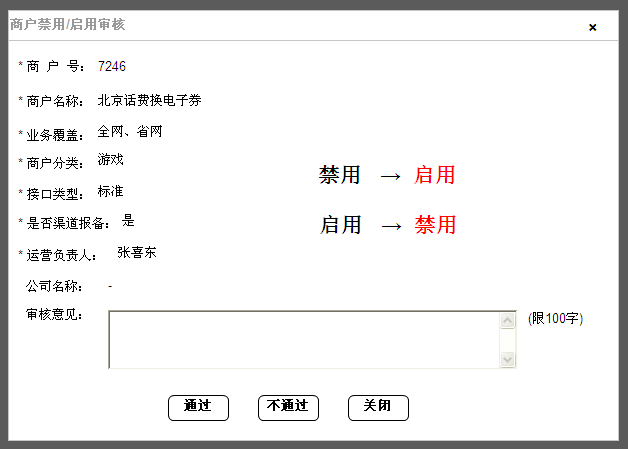 商户禁用/启用审核
×
* 商 户 号： 7246
* 商户名称： 北京话费换电子券
* 业务覆盖： 全网、省网
* 商户分类： 游戏
禁用 → 启用
* 接口类型： 标准
* 是否渠道报备： 是
启用 → 禁用
* 运营负责人： 张喜东
公司名称： -
审核意见： (限100字)
通过 不通过 关闭